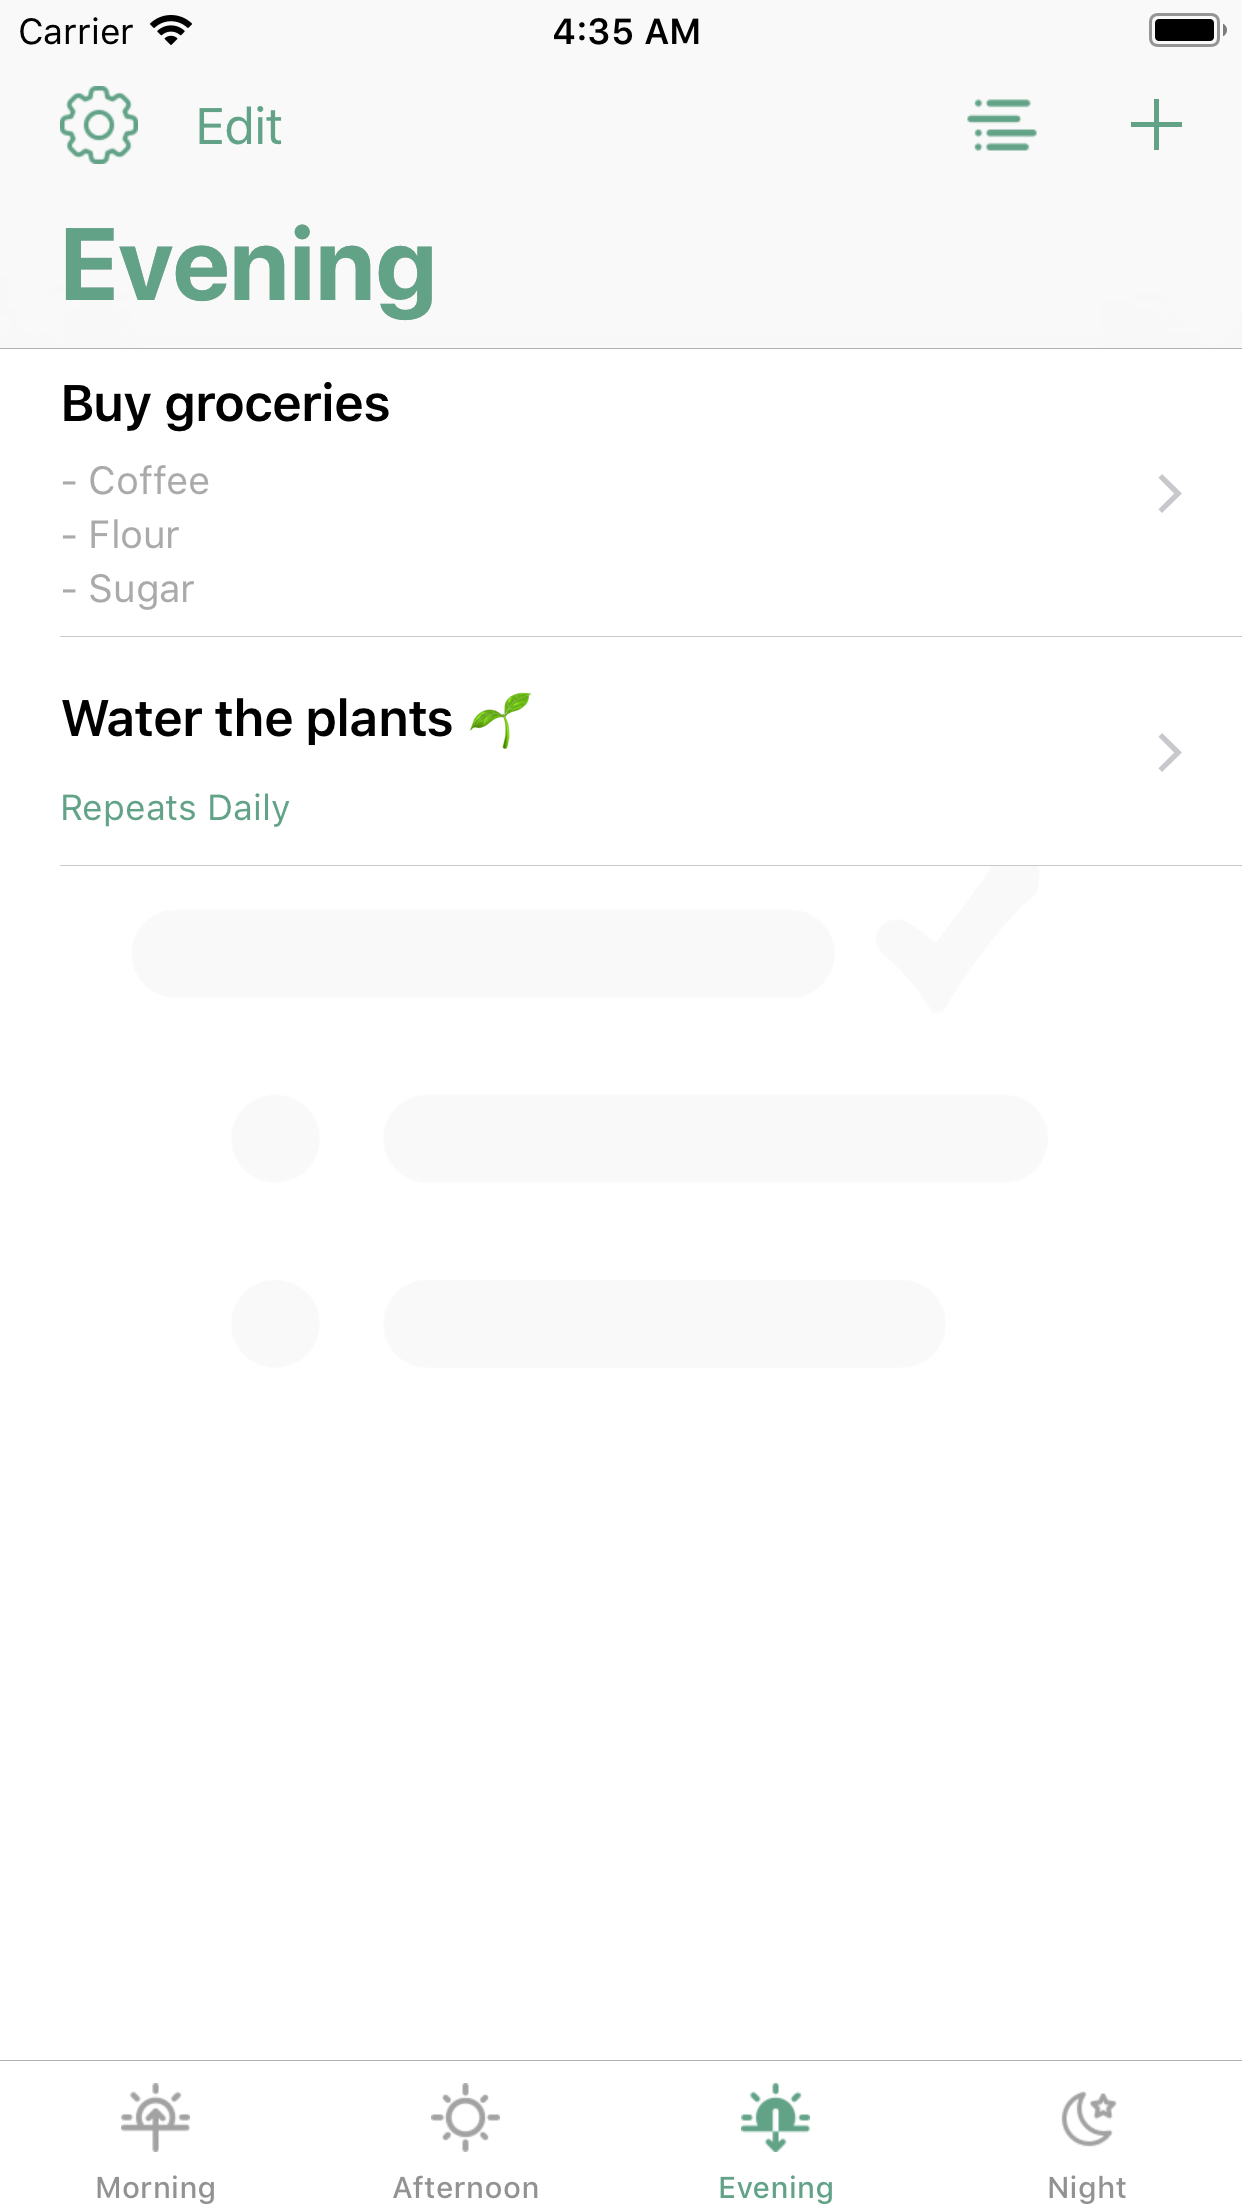 Carrier 4:35 AM
Edit
Evening
Buy groceries
- Coffee
- Flour
- Sugar
Water the plants 🌱
Repeats Daily
Morning Afternoon Evening Night